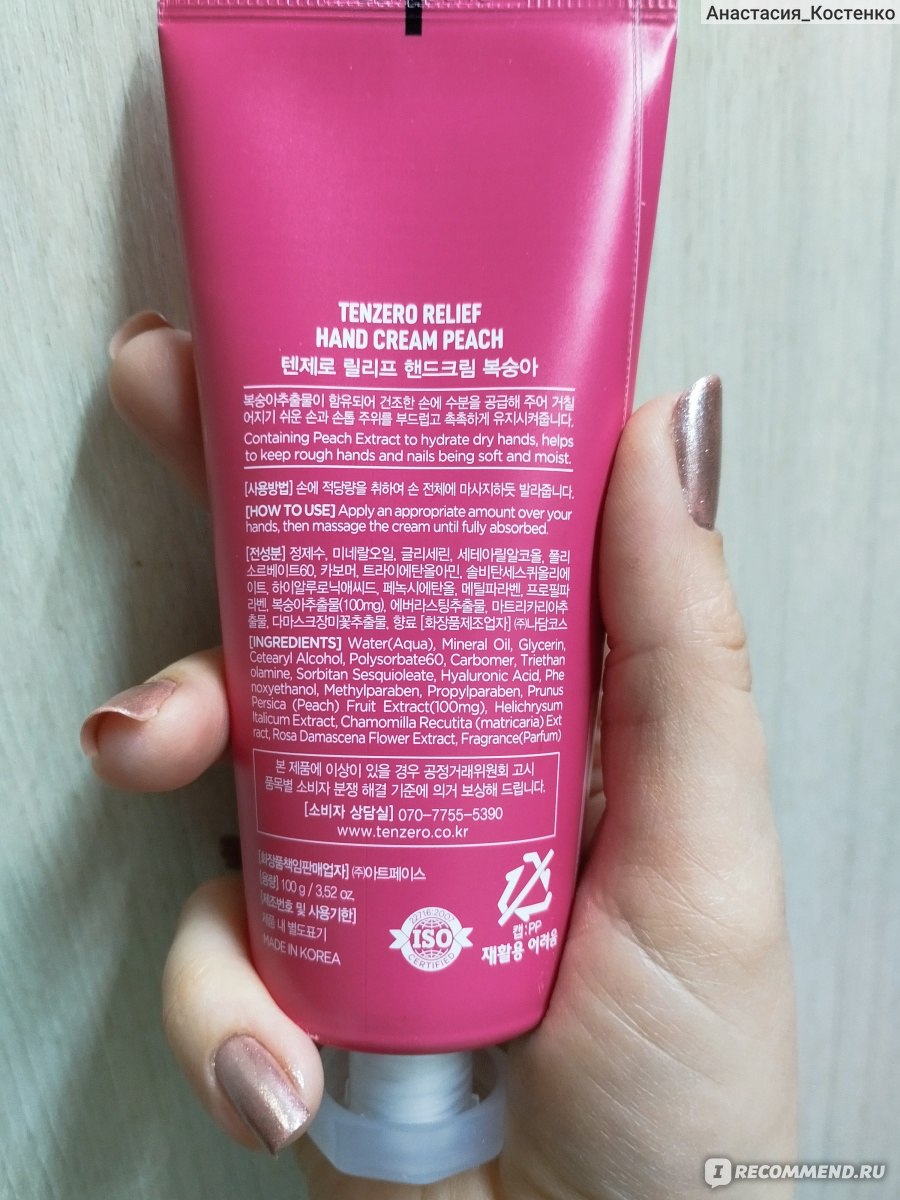 Анастасия_Костенко
TENZERO RELIEF
HAND CREAM PEACH
텐제로 릴리프 핸드크림 복숭아
복숭아추출물이 함유되어 건조한 손에 수분을 공급해 주어 거칠
어지기 쉬운 손과 손톱 주위를 부드럽고 촉촉하게 유지시켜줍니다.
Containing Peach Extract to hydrate dry hands, helps
to keep rough hands and nails being soft and moist.
[사용방법] 손에 적당량을 취하여 손 전체에 마사지하듯 발라줍니다.
[HOW TO USE] Apply an appropriate amount over your
hands, then massage the cream until fully absorbed.
[전성분] 정제수, 미네랄오일, 글리세린, 세테아릴알코올, 폴리
소르베이트60, 카보머, 트라이에탄올아민, 솔비탄세스퀴올리에
이트, 하이알루로닉애씨드, 페녹시에탄올, 메틸파라벤, 프로필파
라벤, 복숭아추출물(100mg), 에버라스팅추출물, 마트리카리아추
출물, 다마스크장미꽃추출물, 향료 [화장품제조업자] ㈜나담코스
[INGREDIENTS] Water(Aqua), Mineral Oil, Glycerin,
Cetearyl Alcohol, Polysorbate60, Carbomer, Triethan
olamine, Sorbitan Sesquioleate, Hyaluronic Acid, Phe
noxyethanol, Methylparaben, Propylparaben, Prunus
Persica (Peach) Fruit Extract(100mg), Helichrysum
Italicum Extract, Chamomilla Recutita (matricaria) Ext
ract, Rosa Damascena Flower Extract, Fragrance(Parfum)
본 제품에 이상이 있을 경우 공정거래위원회 고시
품목별 소비자 분쟁 해결 기준에 의거 보상해 드립니다.
[소비자 상담실] 070-7755-5390
www.tenzero.co.kr
[화장품책임판매업자] ㈜아트페이스
[용량] 100 g / 3.52 oz.
[제조번호 및 사용기한]
제품 내 별도표기
MADE IN KOREA
22716:2007
ISO
CERTIFIED
캡:PP
재활용 어려움
IRECOMMEND.RU